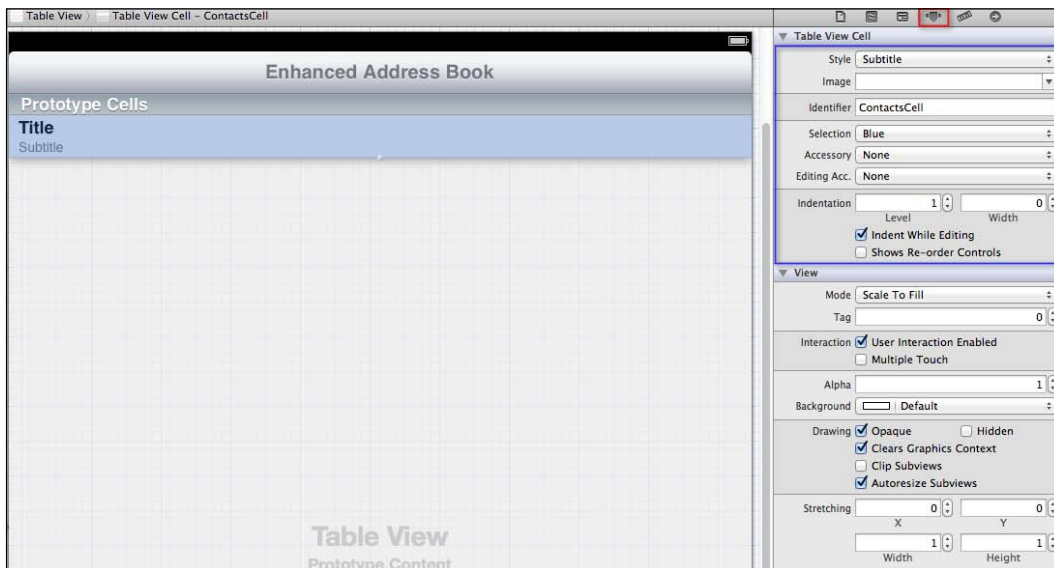 Table View 〉 Table View Cell - ContactsCell
Enhanced Address Book
Prototype Cells
Title
Subtitle
Table View
Prototype Content
Table View Cell
Style Subtitle
Image
Identifier ContactsCell
Selection Blue
Accessory None
Editing Acc. None
Indentation 1 0
Level Width
Indent While Editing
Shows Re-order Controls
View
Mode Scale To Fill
Tag 0
Interaction User Interaction Enabled
Multiple Touch
Alpha 1
Background Default
Drawing Opaque Hidden
Clears Graphics Context
Clip Subviews
Autoresize Subviews
Stretching 0 0
X Y
1 1
Width Height